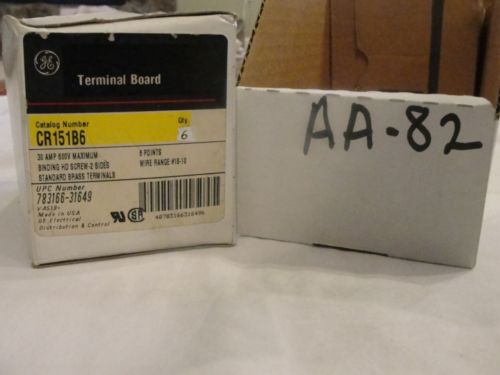 GE
Terminal Board
Catalog Number
CR151B6
Qty
6
30 AMP 600V MAXIMUM
6 POINTS
BINDING HD SCREW-2 SIDES
WIRE RANGE #18-10
STANDARD BRASS TERMINALS
UPC Number
783166-31649
Made in USA
GE Electrical
Distribution & Control
AA-82